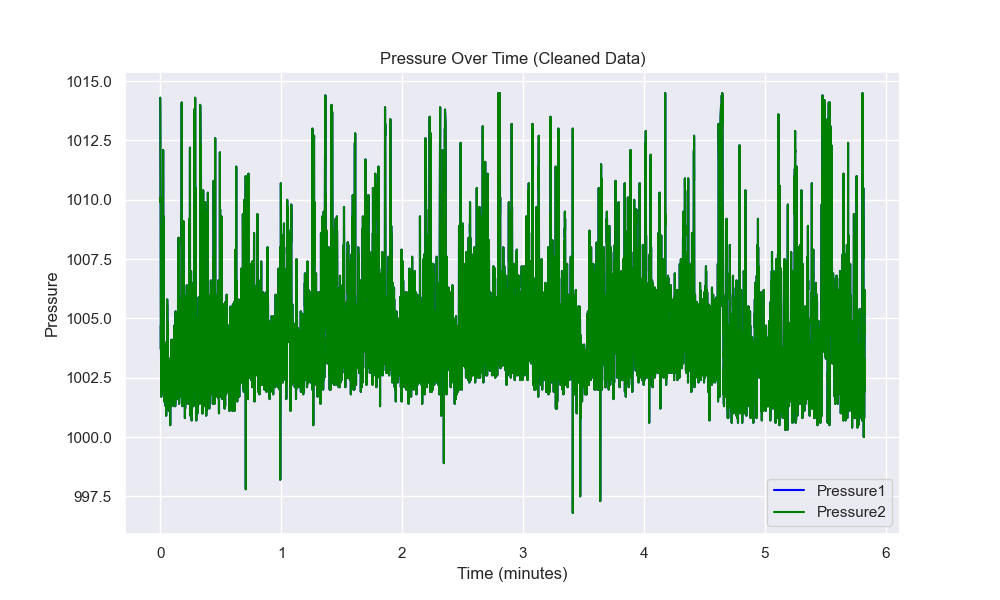 Pressure Over Time (Cleaned Data)
1015.0
1012.5
1010.0
1007.5
1005.0
1002.5
1000.0
997.5
Pressure
Pressure1
Pressure2
0 1 2 3 4 5 6
Time (minutes)